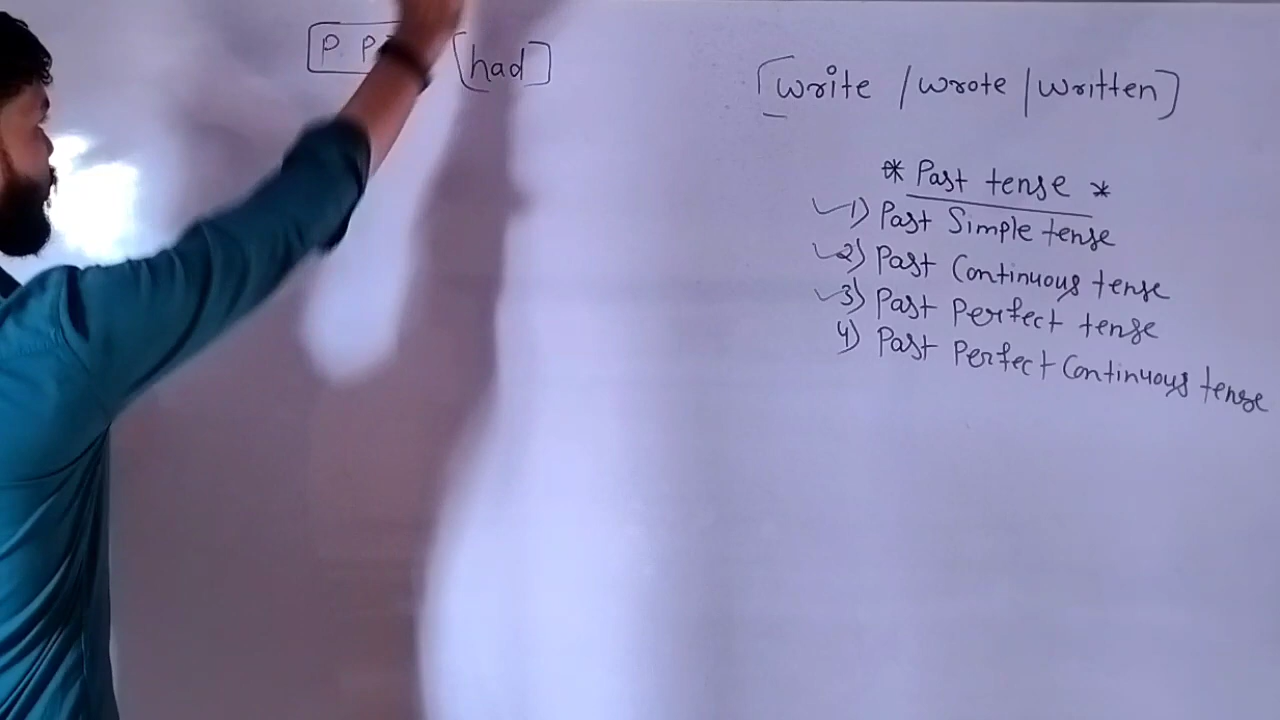 P P [had]
[write / wrote / written]
* Past tense *
1) Past Simple tense
2) Past Continuous tense
3) Past Perfect tense
4) Past Perfect Continuous tense